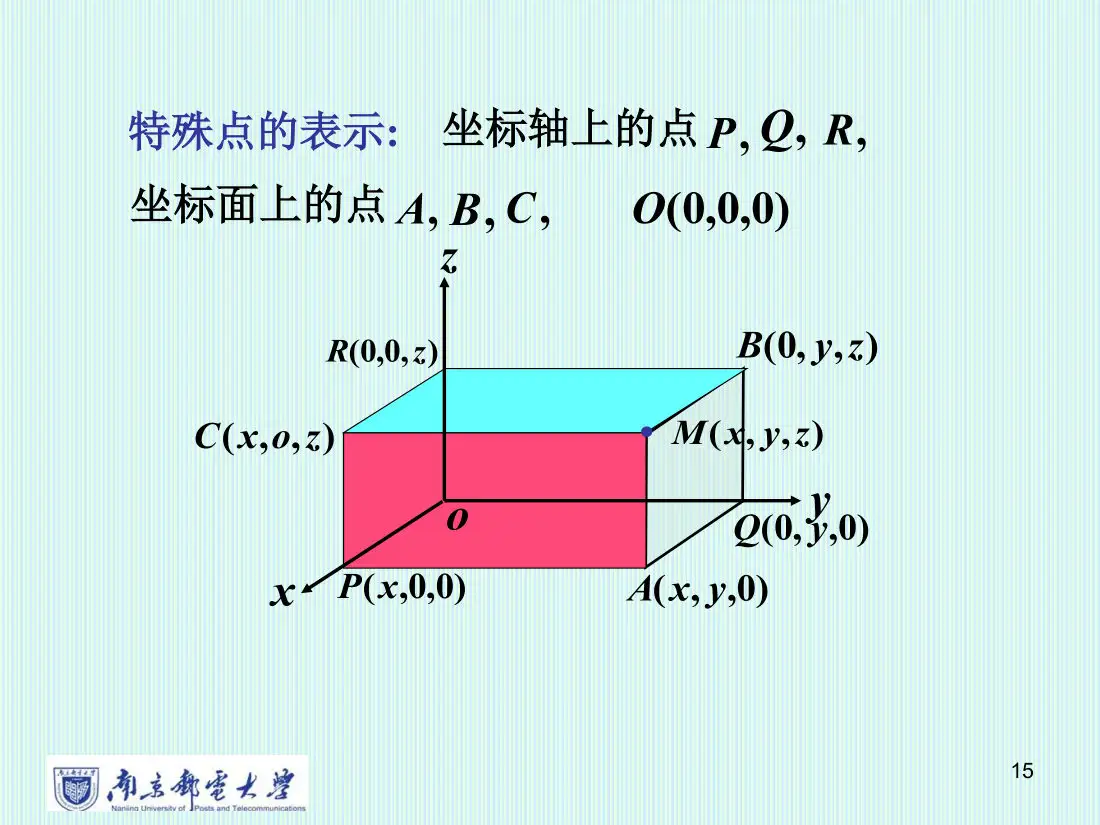 特殊点的表示: 坐标轴上的点 P, Q, R,
坐标面上的点 A, B, C, O(0,0,0)
z
R(0,0,z)
B(0, y,z)
C(x,o,z)
M(x, y,z)
o
y
Q(0, y,0)
x
P(x,0,0)
A(x, y,0)
15
南京郵電大学
Nanjing University of Posts and Telecommunications